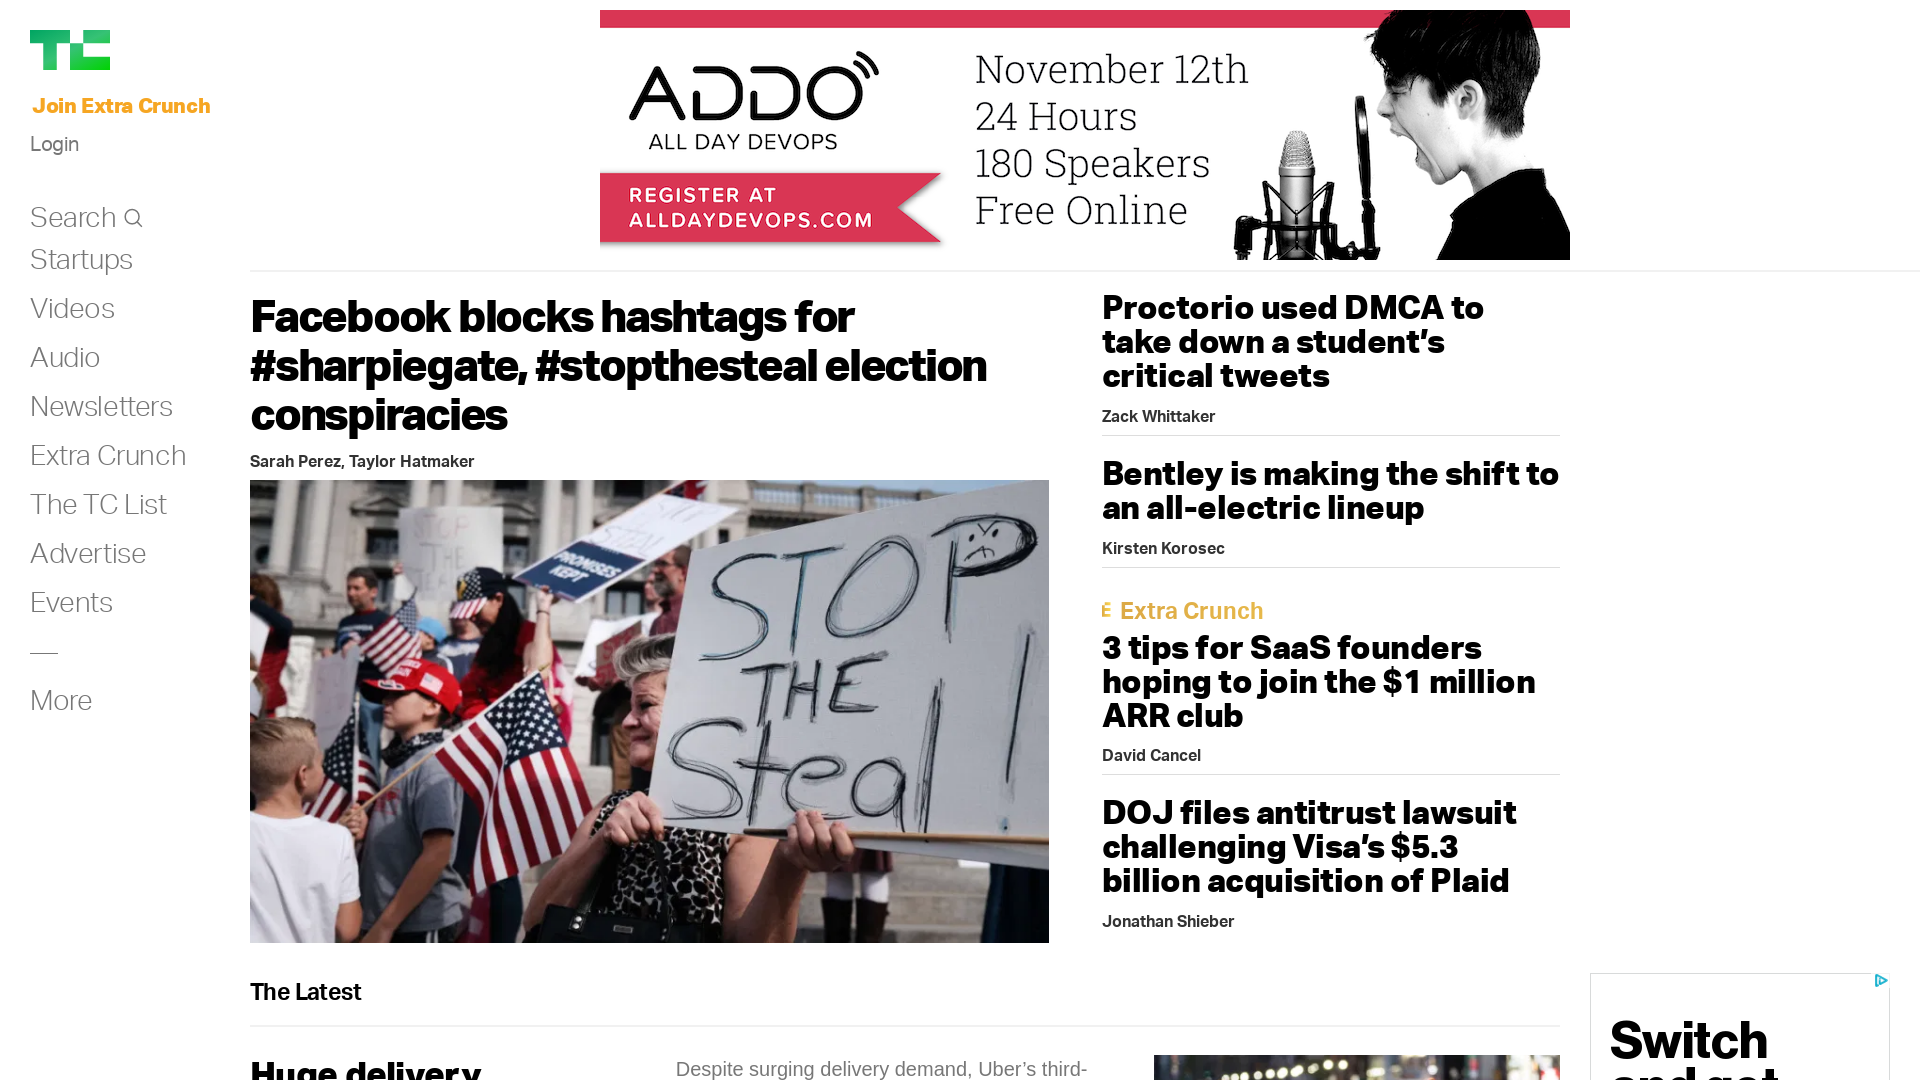 TC
Join Extra Crunch
Login
Search
Startups
Videos
Audio
Newsletters
Extra Crunch
The TC List
Advertise
Events
—
More
ADDO
ALL DAY DEVOPS
REGISTER AT
ALLDAYDEVOPS.COM
November 12th
24 Hours
180 Speakers
Free Online
Facebook blocks hashtags for
#sharpiegate, #stopthesteal election
conspiracies
Sarah Perez, Taylor Hatmaker
STOP
THE
PROMISES
KEPT
STOP
THE
Steal!
Proctorio used DMCA to
take down a student’s
critical tweets
Zack Whittaker
Bentley is making the shift to
an all-electric lineup
Kirsten Korosec
Extra Crunch
3 tips for SaaS founders
hoping to join the $1 million
ARR club
David Cancel
DOJ files antitrust lawsuit
challenging Visa’s $5.3
billion acquisition of Plaid
Jonathan Shieber
The Latest
Huge delivery
Despite surging delivery demand, Uber’s third-
Switch
and get